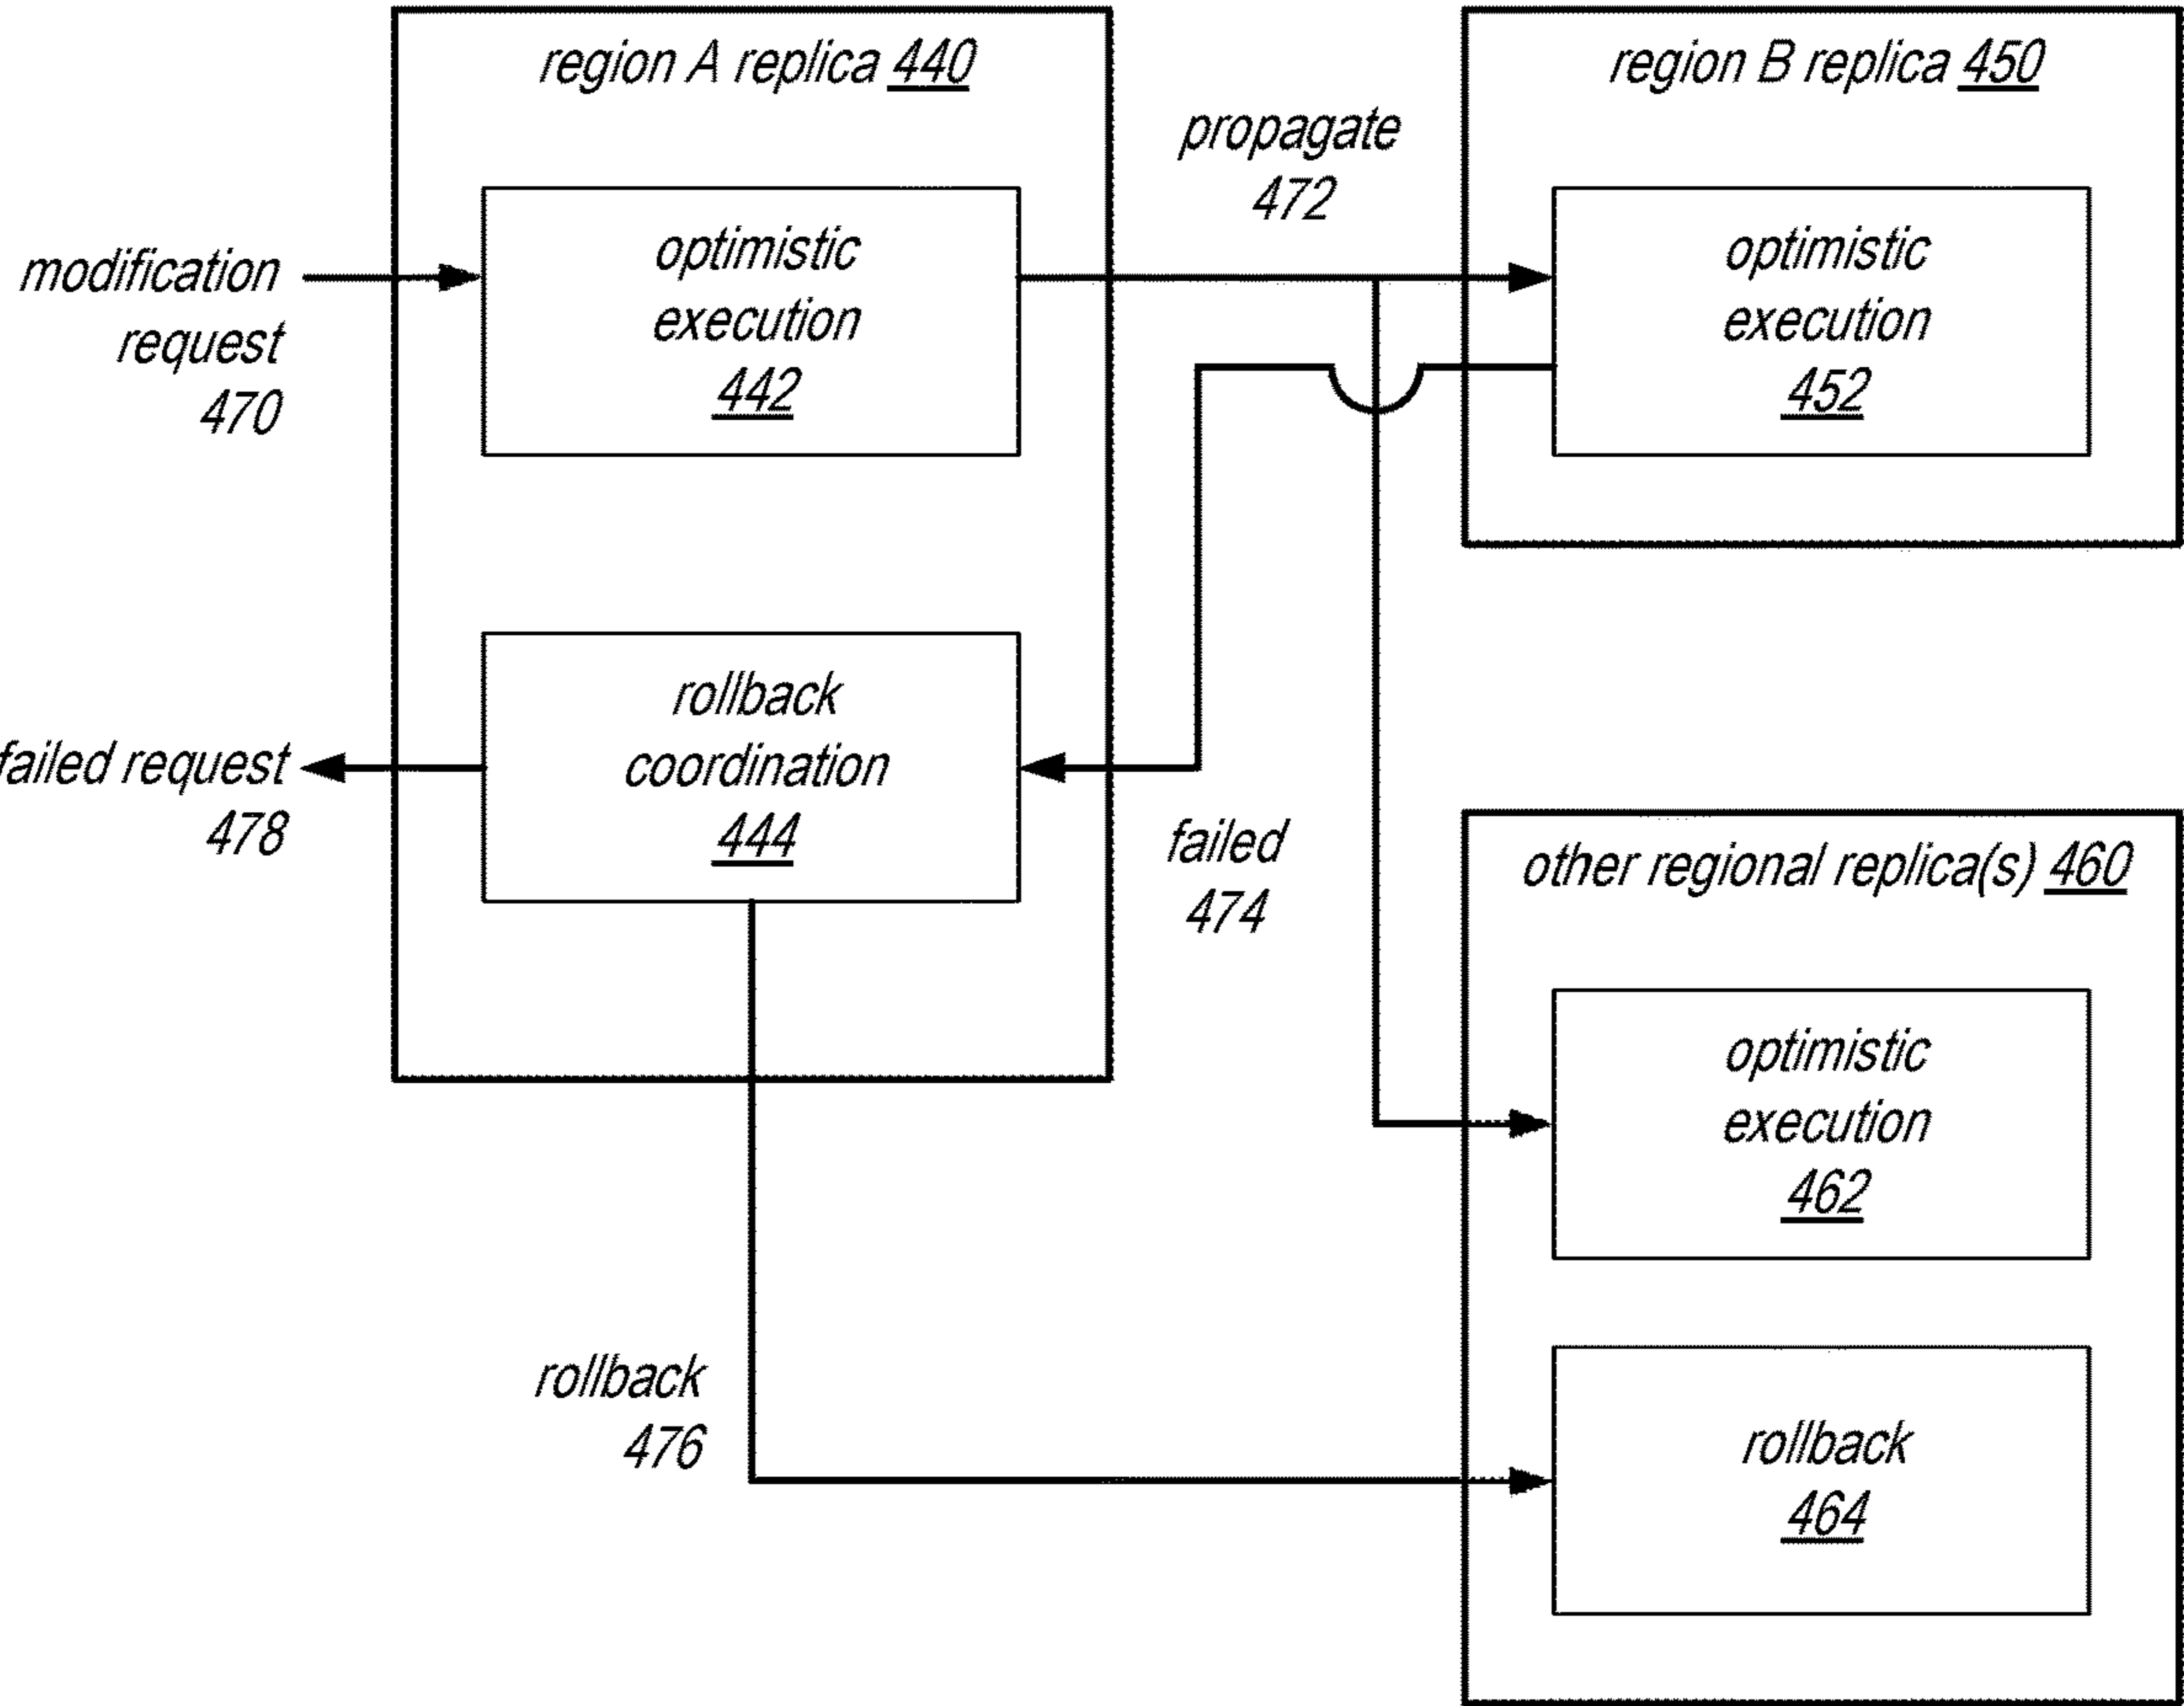 region A replica 440
region B replica 450
propagate
472
modification
request
470
optimistic
execution
442
optimistic
execution
452
rollback
coordination
444
failed request
478
failed
474
other regional replica(s) 460
optimistic
execution
462
rollback
476
rollback
464